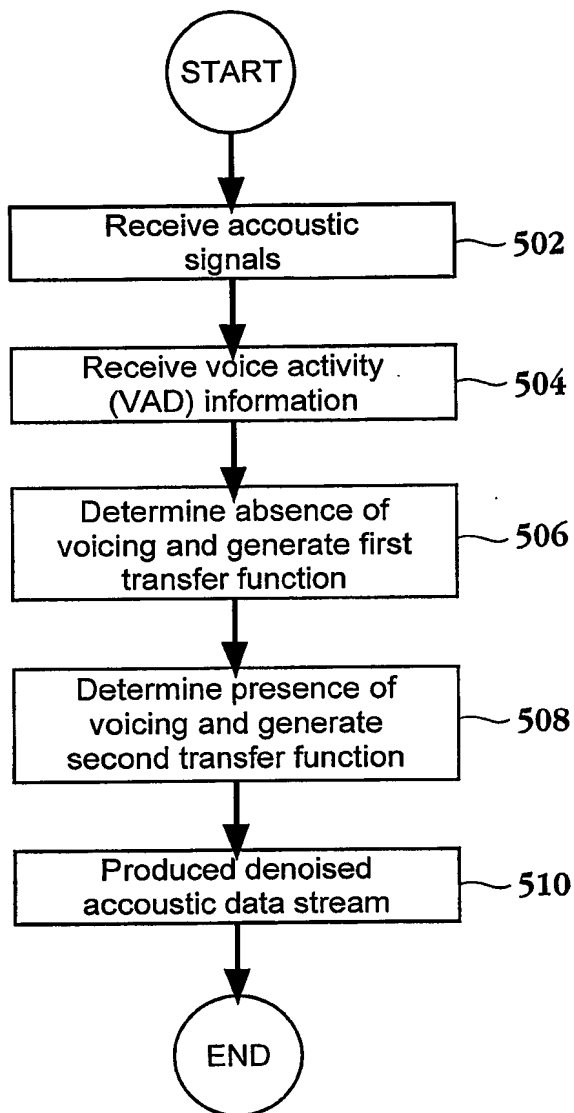 START
Receive accoustic
signals
502
Receive voice activity
(VAD) information
504
Determine absence of
voicing and generate first
transfer function
506
Determine presence of
voicing and generate
second transfer function
508
Produced denoised
accoustic data stream
510
END